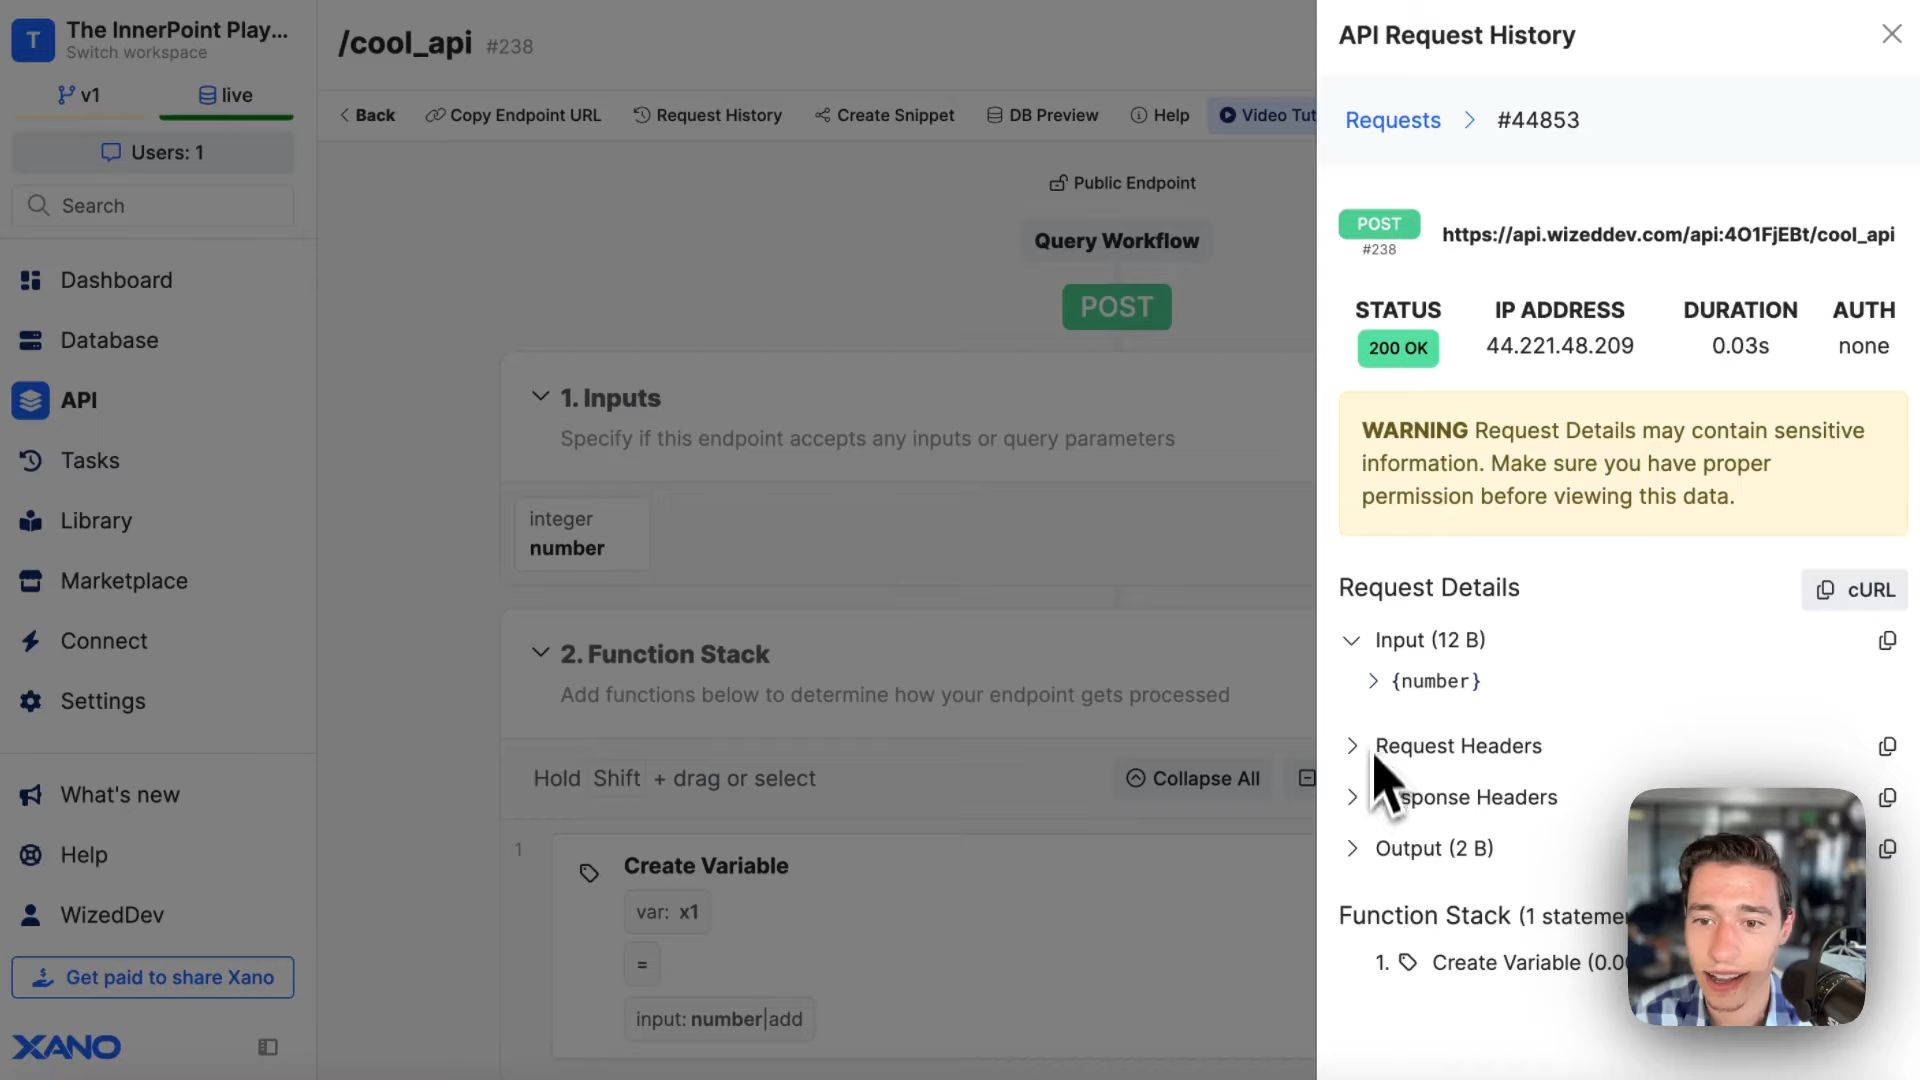 T
The InnerPoint Play...
Switch workspace
v1
live
Users: 1
Search
Dashboard
Database
API
Tasks
Library
Marketplace
Connect
Settings
What's new
Help
WizedDev
Get paid to share Xano
XANO
/cool_api #238
Back
Copy Endpoint URL
Request History
Create Snippet
DB Preview
Help
Video Tut
Public Endpoint
Query Workflow
POST
1. Inputs
Specify if this endpoint accepts any inputs or query parameters
integer
number
2. Function Stack
Add functions below to determine how your endpoint gets processed
Hold Shift + drag or select
Collapse All
1
Create Variable
var: x1
=
input: number|add
API Request History
Requests > #44853
POST
#238
https://api.wizeddev.com/api:4O1FjEBt/cool_api
STATUS IP ADDRESS DURATION AUTH
200 OK 44.221.48.209 0.03s none
WARNING Request Details may contain sensitive
information. Make sure you have proper
permission before viewing this data.
Request Details
cURL
Input (12 B)
{number}
Request Headers
sponse Headers
Output (2 B)
Function Stack (1 stateme
1. Create Variable (0.0